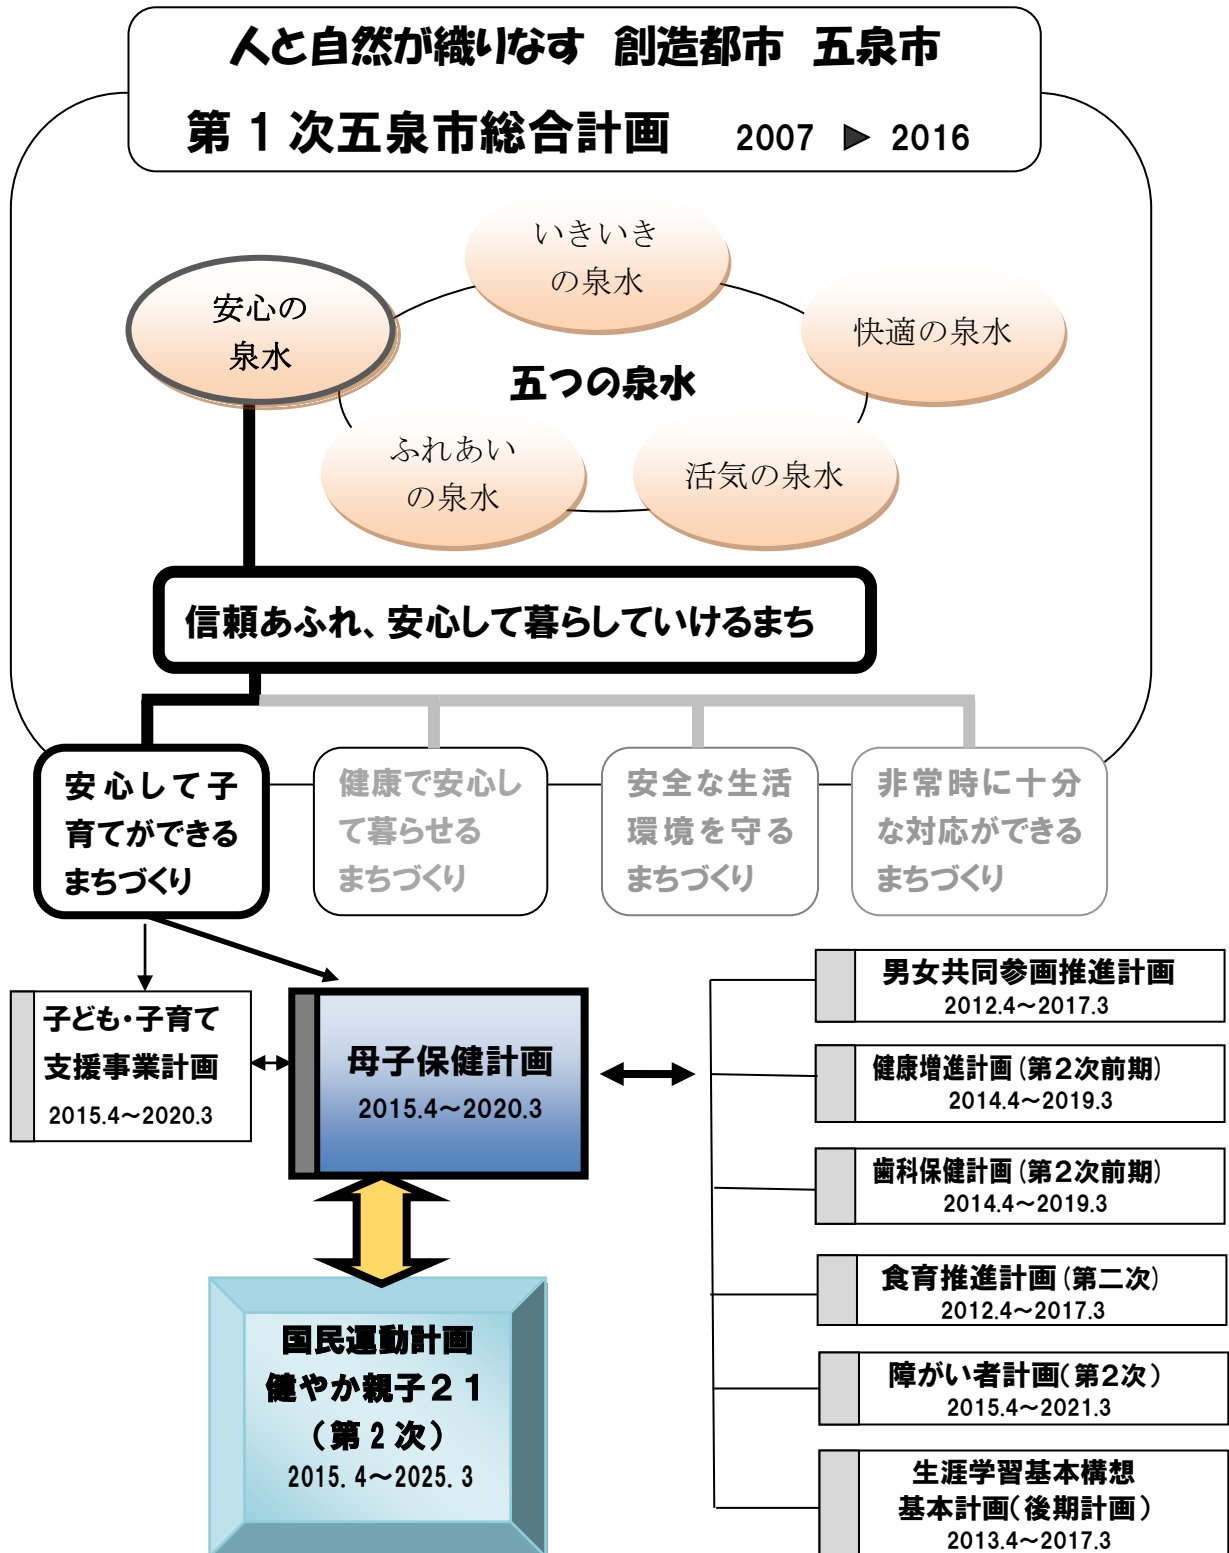 人と自然が織りなす 創造都市 五泉市
第1次五泉市総合計画 2007 ▶ 2016
いきいき
の泉水
安心の
泉水
快適の泉水
五つの泉水
ふれあい
の泉水
活気の泉水
信頼あふれ、安心して暮らしていけるまち
安心して子
育てができる
まちづくり
健康で安心し
て暮らせる
まちづくり
安全な生活
環境を守る
まちづくり
非常時に十分
な対応ができる
まちづくり
子ども・子育て
支援事業計画
2015.4～2020.3
母子保健計画
2015.4～2020.3
男女共同参画推進計画
2012.4～2017.3
健康増進計画(第2次前期)
2014.4～2019.3
歯科保健計画(第2次前期)
2014.4～2019.3
食育推進計画(第二次)
2012.4～2017.3
障がい者計画(第2次)
2015.4～2021.3
生涯学習基本構想
基本計画(後期計画)
2013.4～2017.3
国民運動計画
健やか親子21
(第2次)
2015.4～2025.3